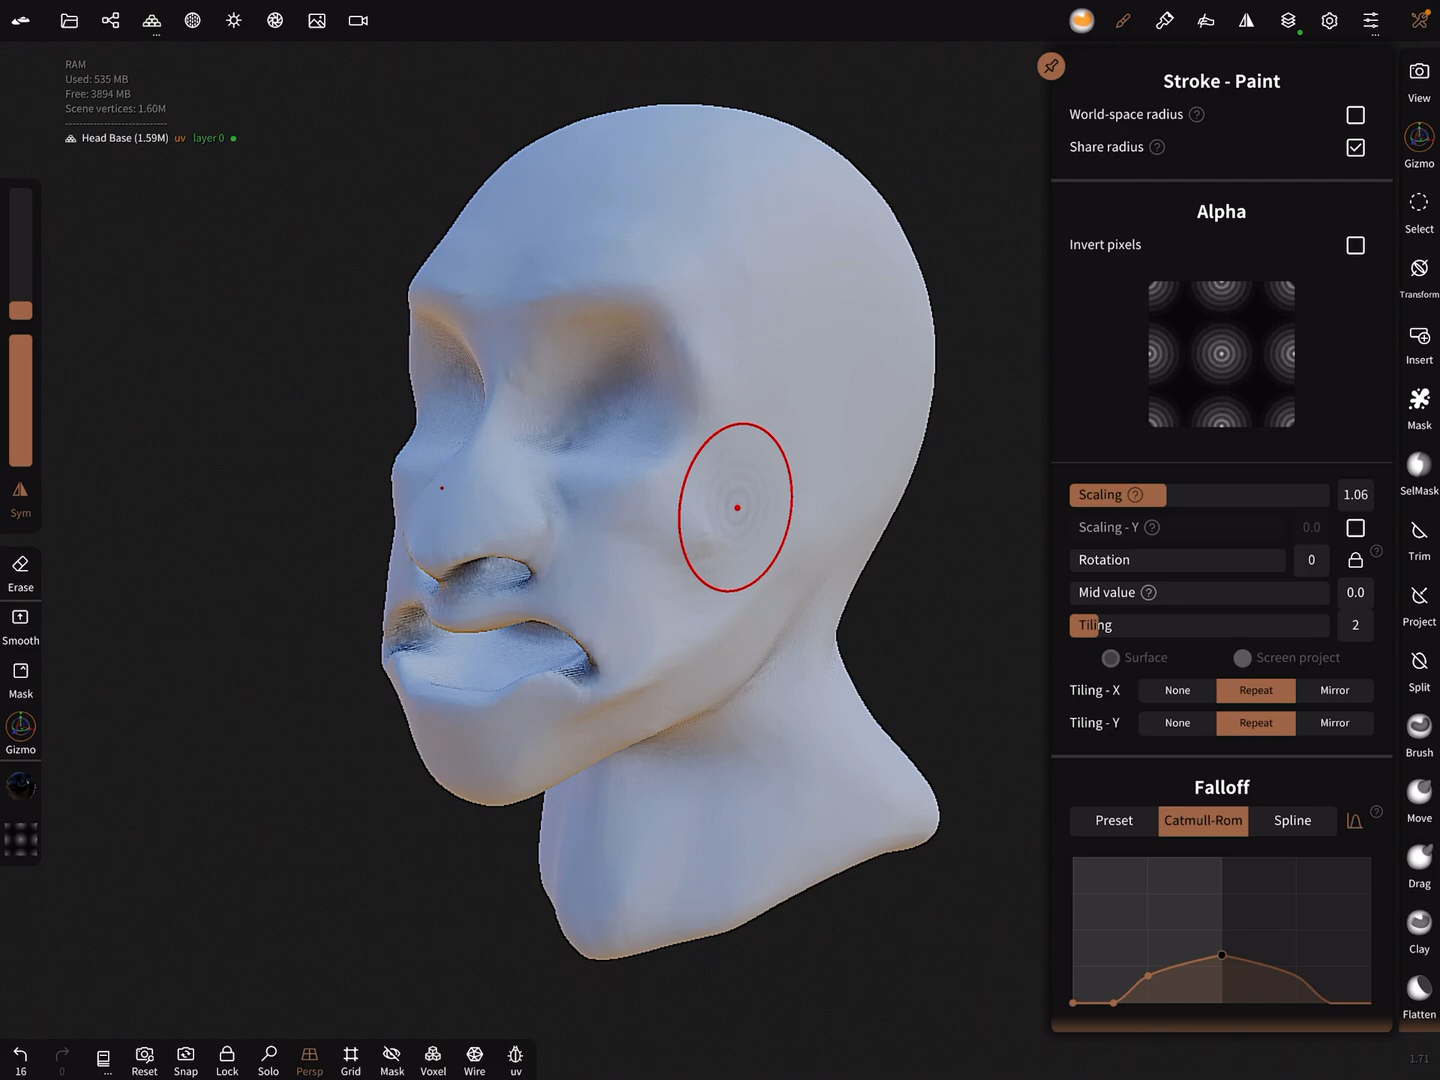 RAM
Used: 535 MB
Free: 3894 MB
Scene vertices: 1.60M
Head Base (1.59M) uv layer 0
Sym
Erase
Smooth
Mask
Gizmo
Stroke - Paint
World-space radius ?
Share radius ?
Alpha
Invert pixels
Scaling ? 1.06
Scaling - Y ? 0.0
Rotation 0 ?
Mid value ? 0.0
Tiling 2
Surface Screen project
Tiling - X None Repeat Mirror
Tiling - Y None Repeat Mirror
Falloff
Preset Catmull-Rom Spline ?
View
Gizmo
Select
Transform
Insert
Mask
SelMask
Trim
Project
Split
Brush
Move
Drag
Clay
Flatten
16 0 ... Reset Snap Lock Solo Persp Grid Mask Voxel Wire uv
1.71